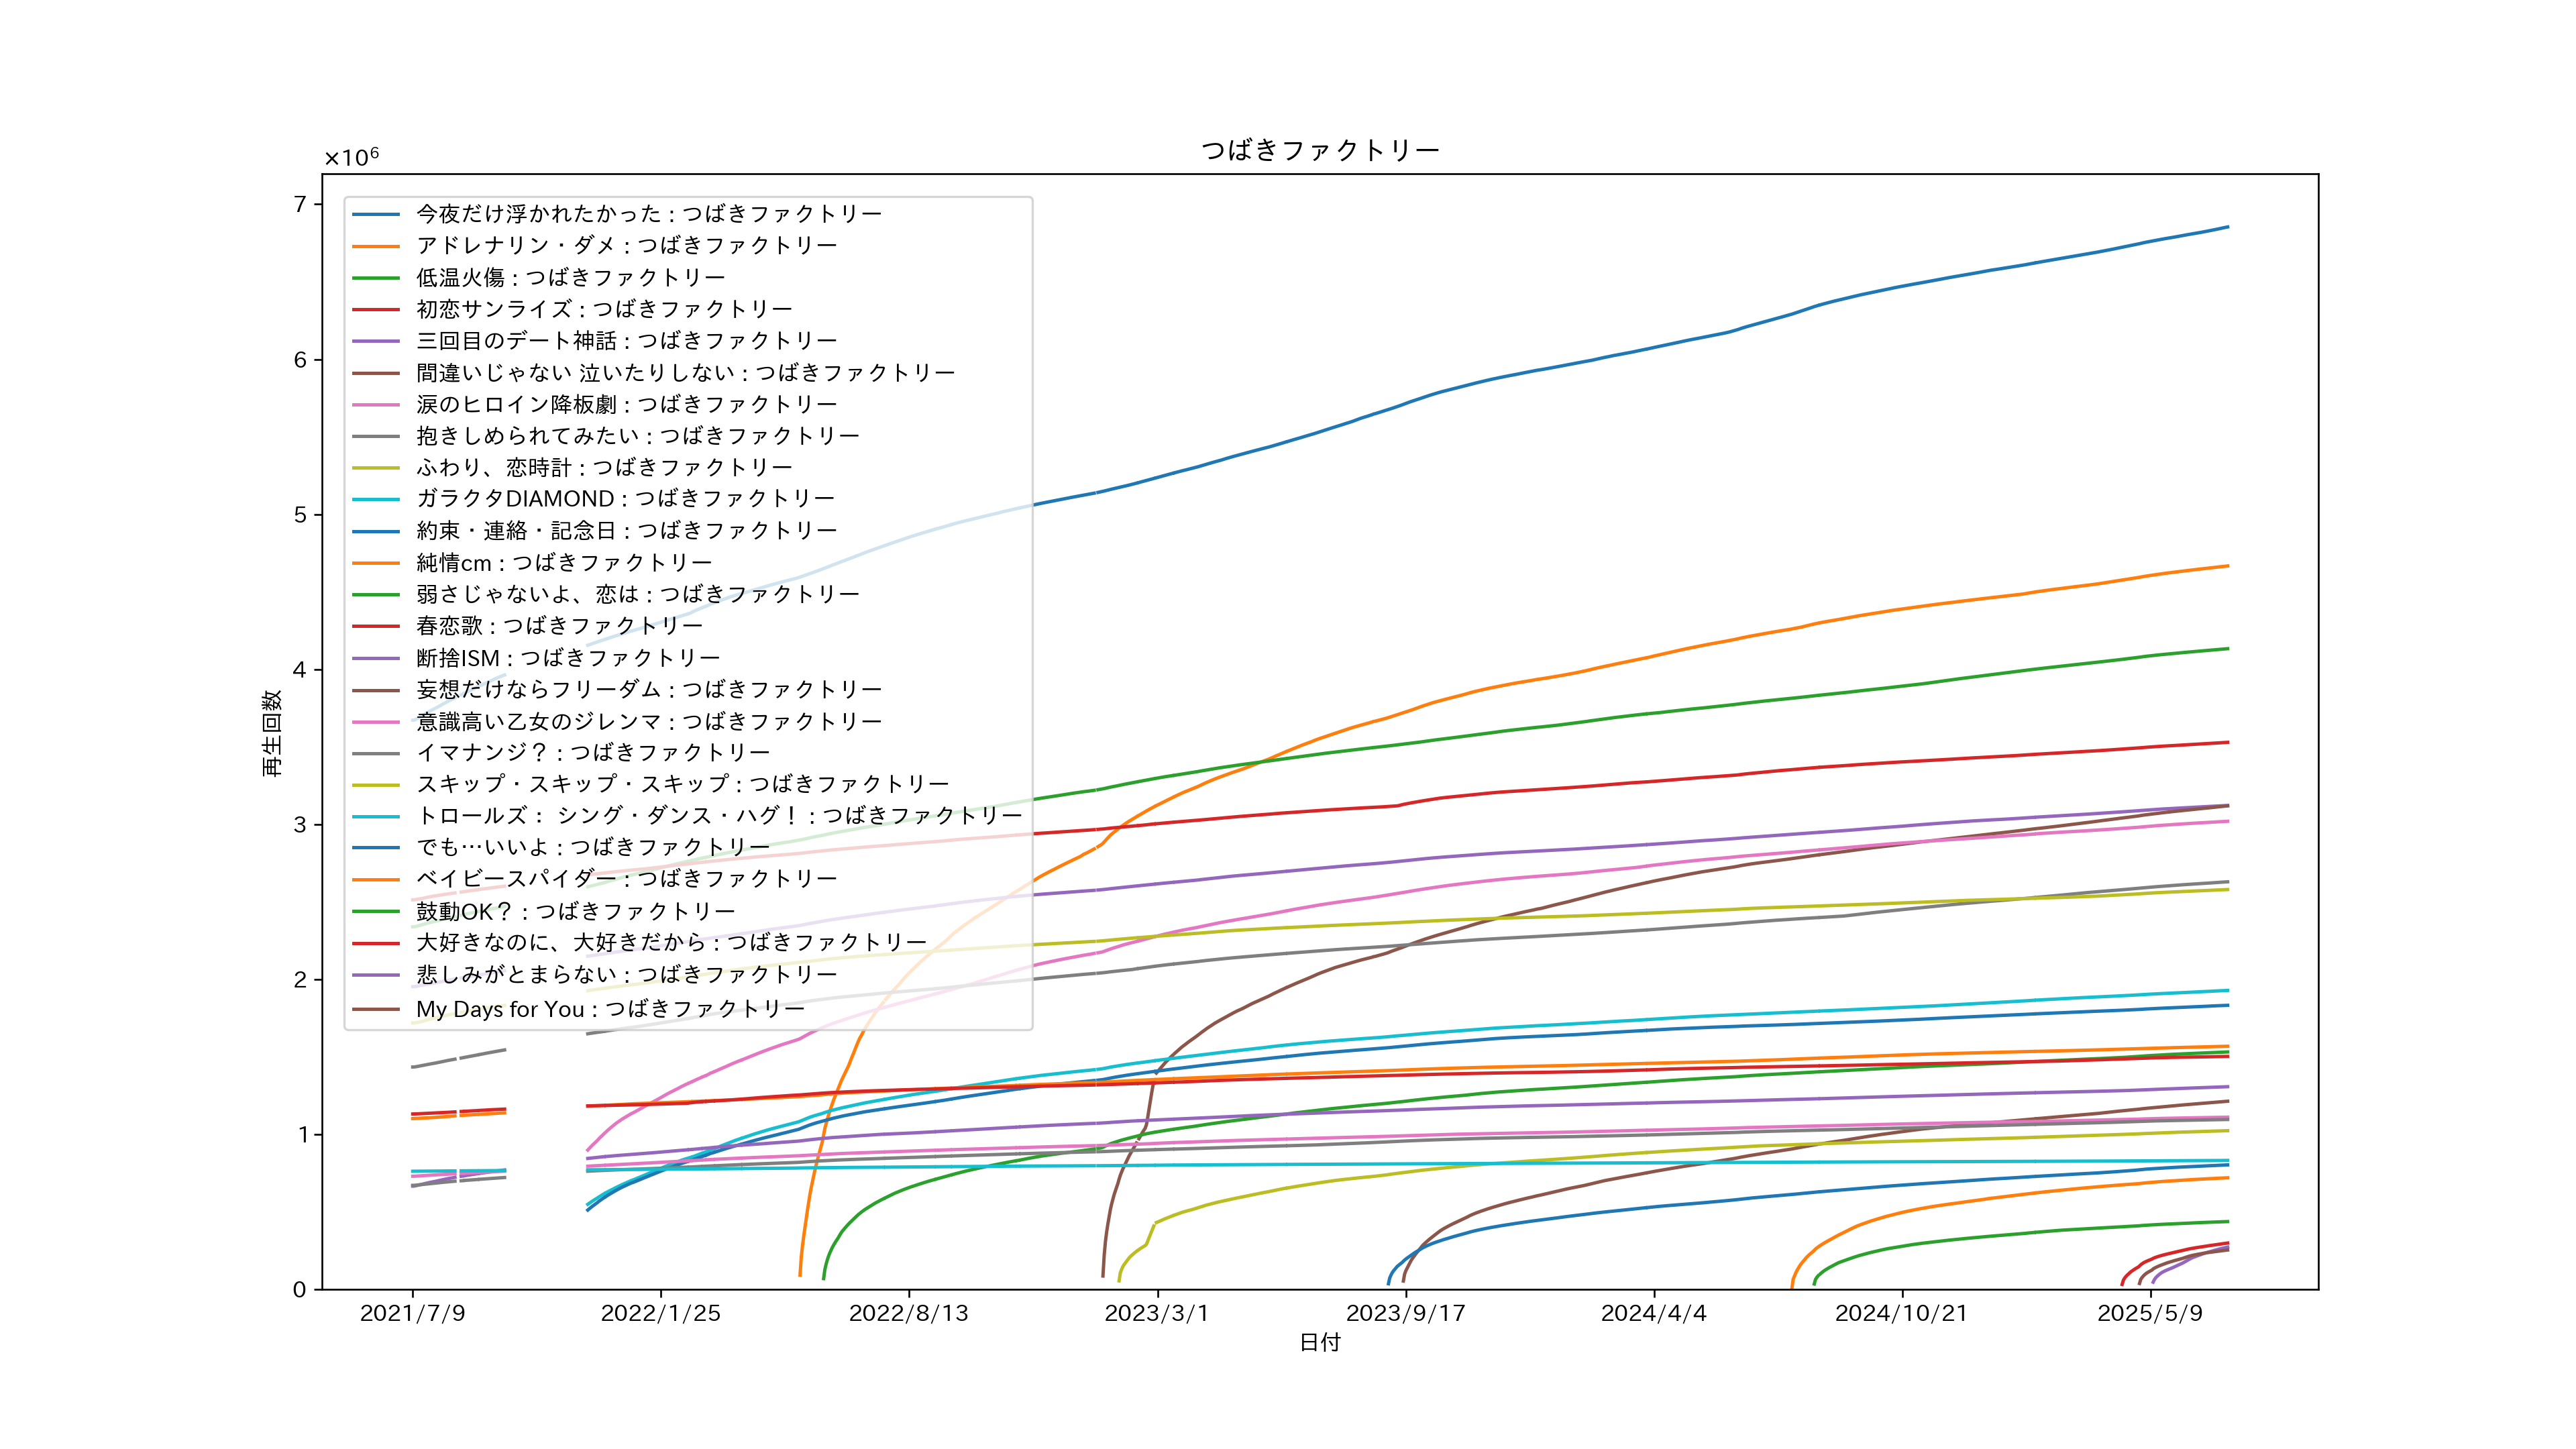 つばきファクトリー
×10⁶
7
6
5
4
3
2
1
0
再生回数
今夜だけ浮かれたかった : つばきファクトリー
アドレナリン・ダメ : つばきファクトリー
低温火傷 : つばきファクトリー
初恋サンライズ : つばきファクトリー
三回目のデート神話 : つばきファクトリー
間違いじゃない 泣いたりしない : つばきファクトリー
涙のヒロイン降板劇 : つばきファクトリー
抱きしめられてみたい : つばきファクトリー
ふわり、恋時計 : つばきファクトリー
ガラクタDIAMOND : つばきファクトリー
約束・連絡・記念日 : つばきファクトリー
純情cm : つばきファクトリー
弱さじゃないよ、恋は : つばきファクトリー
春恋歌 : つばきファクトリー
断捨ISM : つばきファクトリー
妄想だけならフリーダム : つばきファクトリー
意識高い乙女のジレンマ : つばきファクトリー
イマナンジ？ : つばきファクトリー
スキップ・スキップ・スキップ : つばきファクトリー
トロールズ： シング・ダンス・ハグ！ : つばきファクトリー
でも…いいよ : つばきファクトリー
ベイビースパイダー : つばきファクトリー
鼓動OK？ : つばきファクトリー
大好きなのに、大好きだから : つばきファクトリー
悲しみがとまらない : つばきファクトリー
My Days for You : つばきファクトリー
2021/7/9 2022/1/25 2022/8/13 2023/3/1 2023/9/17 2024/4/4 2024/10/21 2025/5/9
日付